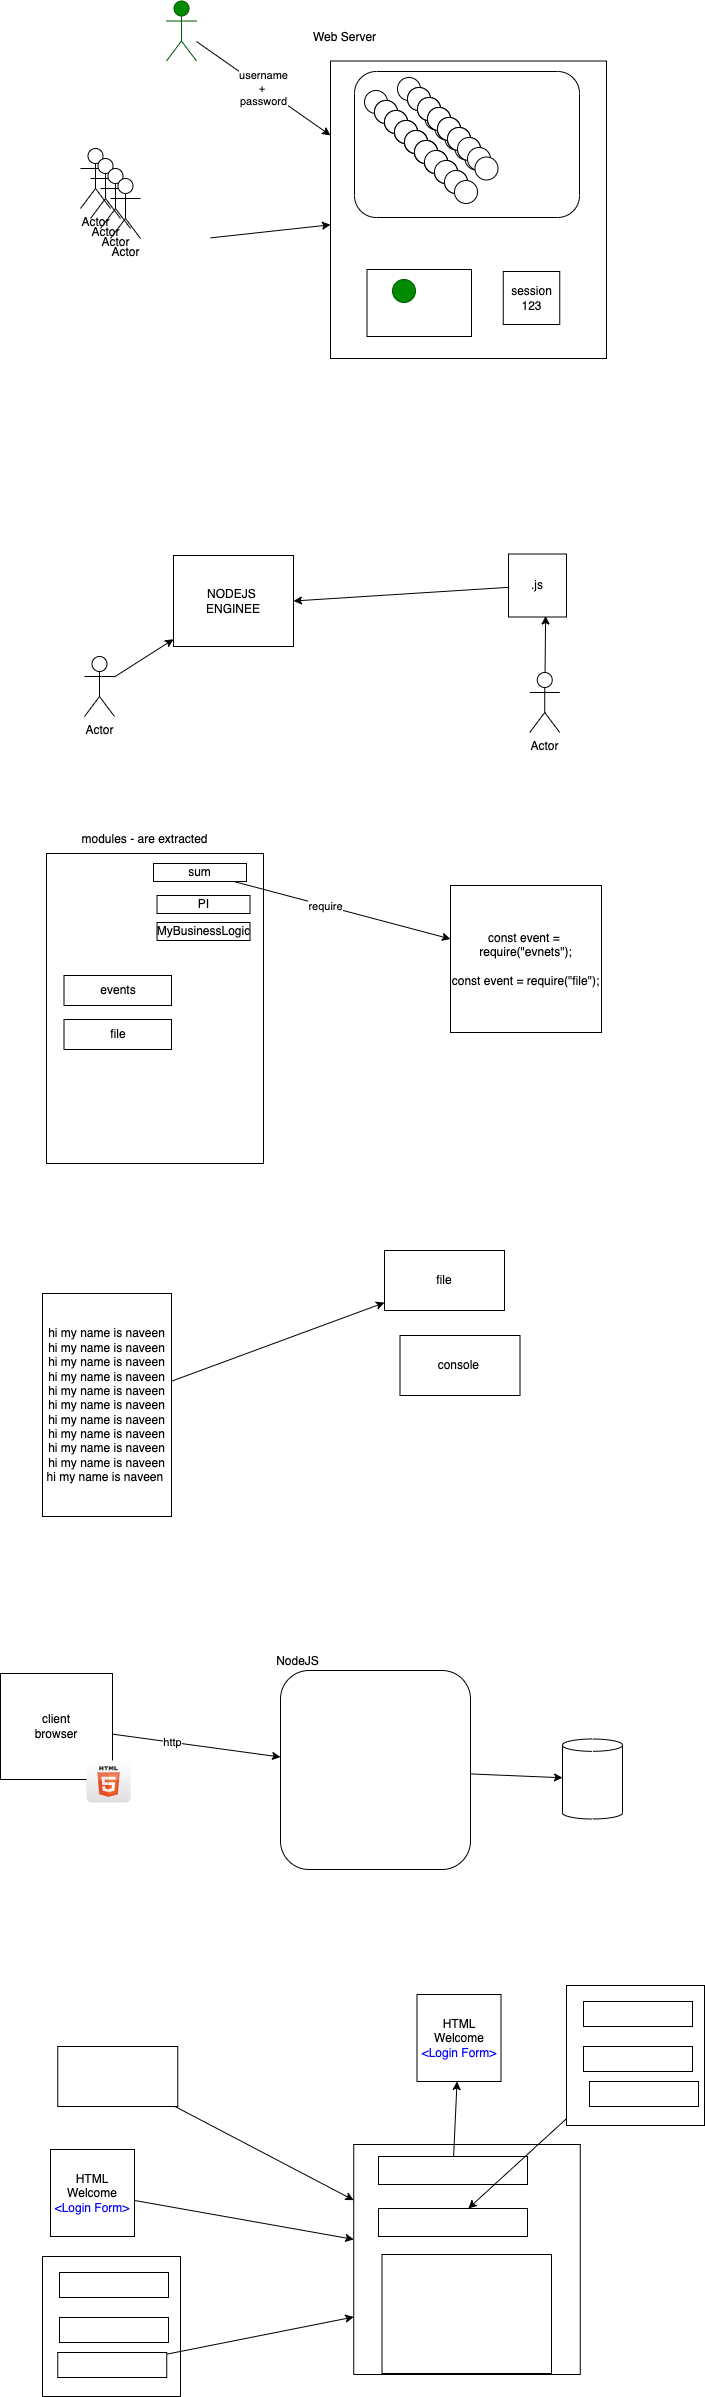 Web Server
username
+
password
Actor
Actor
Actor
Actor
session
123
NODEJS
ENGINEE
.js
Actor
Actor
modules - are extracted
sum
PI
MyBusinessLogic
require
events
file
const event =
require("evnets");
const event = require("file");
file
console
hi my name is naveen
hi my name is naveen
hi my name is naveen
hi my name is naveen
hi my name is naveen
hi my name is naveen
hi my name is naveen
hi my name is naveen
hi my name is naveen
hi my name is naveen
hi my name is naveen
NodeJS
client
browser
http
HTML
5
HTML
Welcome
<Login Form>
HTML
Welcome
<Login Form>